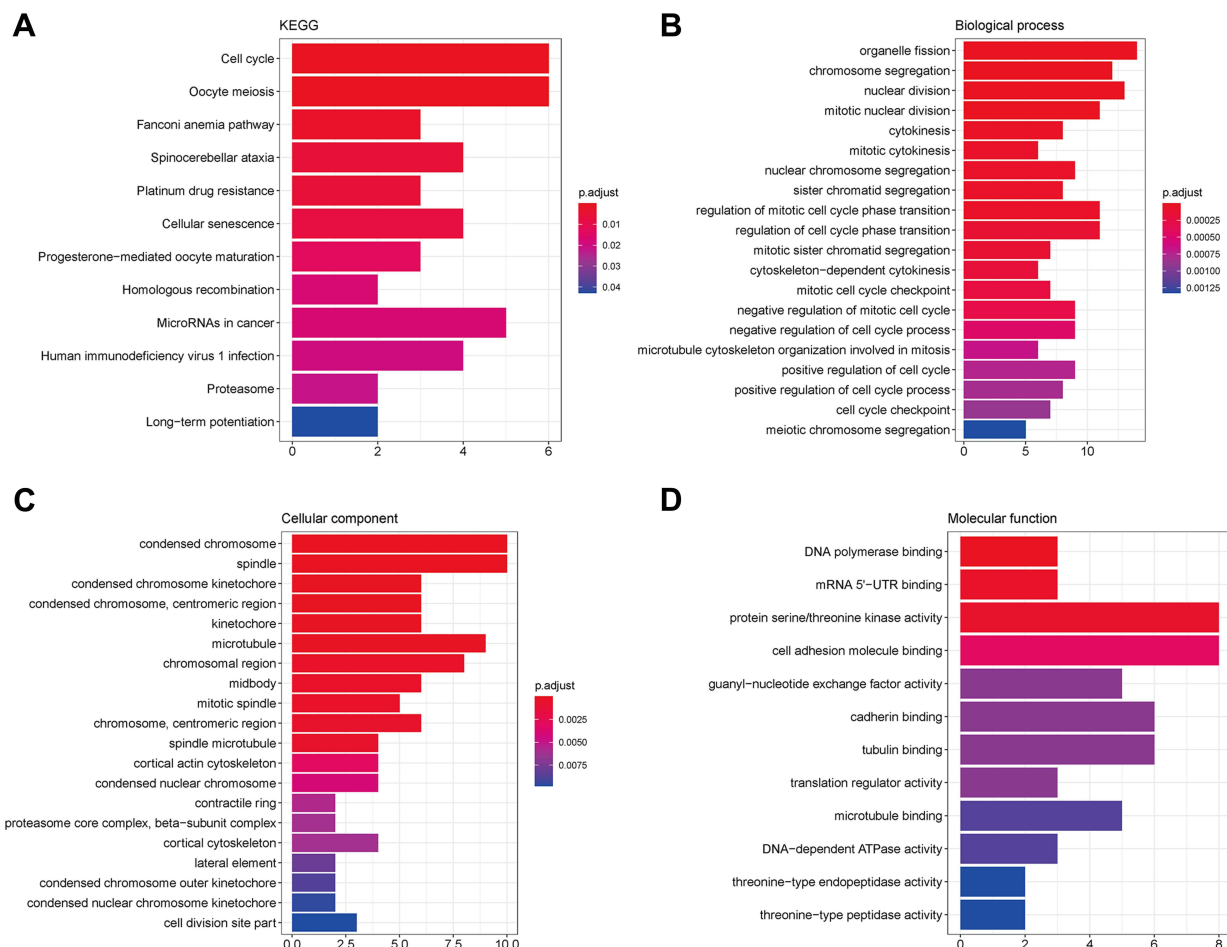 A
KEGG
Cell cycle
Oocyte meiosis
Fanconi anemia pathway
Spinocerebellar ataxia
Platinum drug resistance
Cellular senescence
Progesterone−mediated oocyte maturation
Homologous recombination
MicroRNAs in cancer
Human immunodeficiency virus 1 infection
Proteasome
Long−term potentiation
0 2 4 6
p.adjust
0.01
0.02
0.03
0.04
B
Biological process
organelle fission
chromosome segregation
nuclear division
mitotic nuclear division
cytokinesis
mitotic cytokinesis
nuclear chromosome segregation
sister chromatid segregation
regulation of mitotic cell cycle phase transition
regulation of cell cycle phase transition
mitotic sister chromatid segregation
cytoskeleton−dependent cytokinesis
mitotic cell cycle checkpoint
negative regulation of mitotic cell cycle
negative regulation of cell cycle process
microtubule cytoskeleton organization involved in mitosis
positive regulation of cell cycle
positive regulation of cell cycle process
cell cycle checkpoint
meiotic chromosome segregation
0 5 10
p.adjust
0.00025
0.00050
0.00075
0.00100
0.00125
C
Cellular component
condensed chromosome
spindle
condensed chromosome kinetochore
condensed chromosome, centromeric region
kinetochore
microtubule
chromosomal region
midbody
mitotic spindle
chromosome, centromeric region
spindle microtubule
cortical actin cytoskeleton
condensed nuclear chromosome
contractile ring
proteasome core complex, beta−subunit complex
cortical cytoskeleton
lateral element
condensed chromosome outer kinetochore
condensed nuclear chromosome kinetochore
cell division site part
0.0 2.5 5.0 7.5 10.0
p.adjust
0.0025
0.0050
0.0075
D
Molecular function
DNA polymerase binding
mRNA 5'−UTR binding
protein serine/threonine kinase activity
cell adhesion molecule binding
guanyl−nucleotide exchange factor activity
cadherin binding
tubulin binding
translation regulator activity
microtubule binding
DNA−dependent ATPase activity
threonine−type endopeptidase activity
threonine−type peptidase activity
0 2 4 6 8